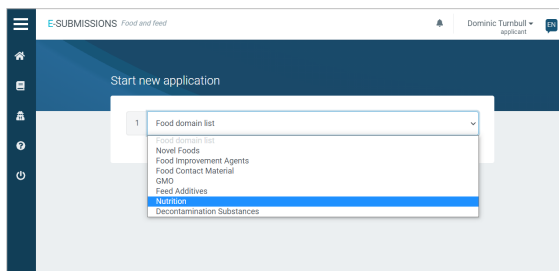 E-SUBMISSIONS Food and feed
Dominic Turnbull
applicant
EN
Start new application
1 Food domain list
Food domain list
Novel Foods
Food Improvement Agents
Food Contact Material
GMO
Feed Additives
Nutrition
Decontamination Substances